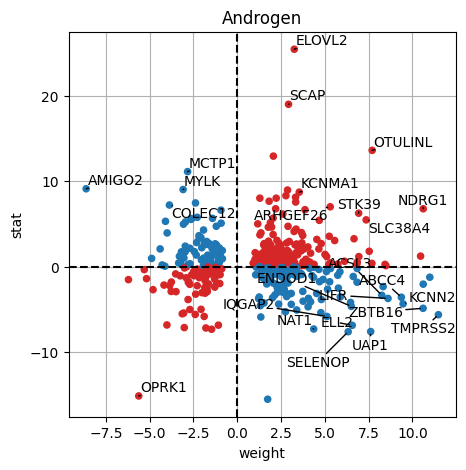 Androgen
ELOVL2
SCAP
OTULINL
MCTP1
AMIGO2
MYLK
KCNMA1
COLEC12
ARHGEF26
STK39
NDRG1
SLC38A4
ACSL3
ENDOD1
ABCC4
LIFR
KCNN2
IQGAP2
ZBTB16
NAT1
ELL2
TMPRSS2
SELENOP
UAP1
OPRK1
20
10
0
−10
−7.5
−5.0
−2.5
0.0
2.5
5.0
7.5
10.0
stat
weight